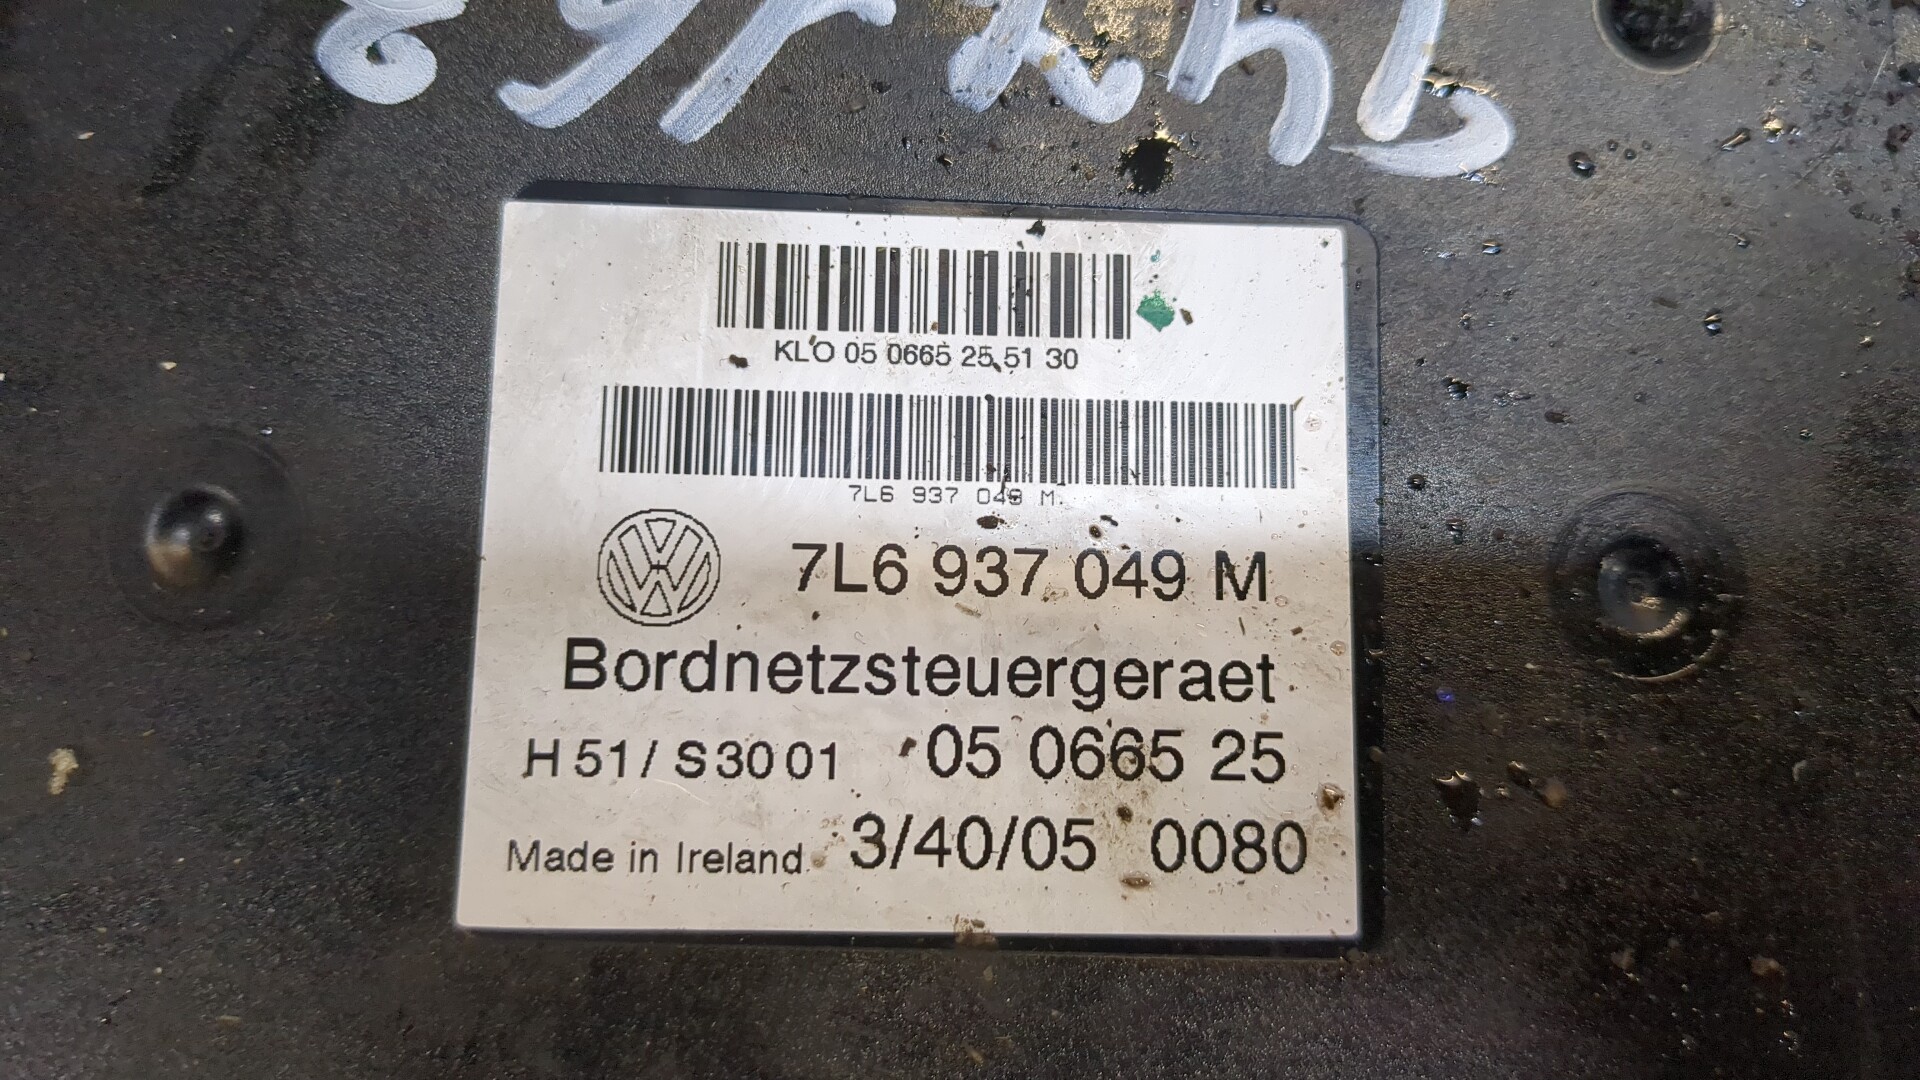 KLO 05 0665 25 51 30
7L6 937 049 M
7L6 937 049 M
Bordnetzsteuergeraet
H 51 / S 30 01 05 0665 25
Made in Ireland 3/40/05 0080